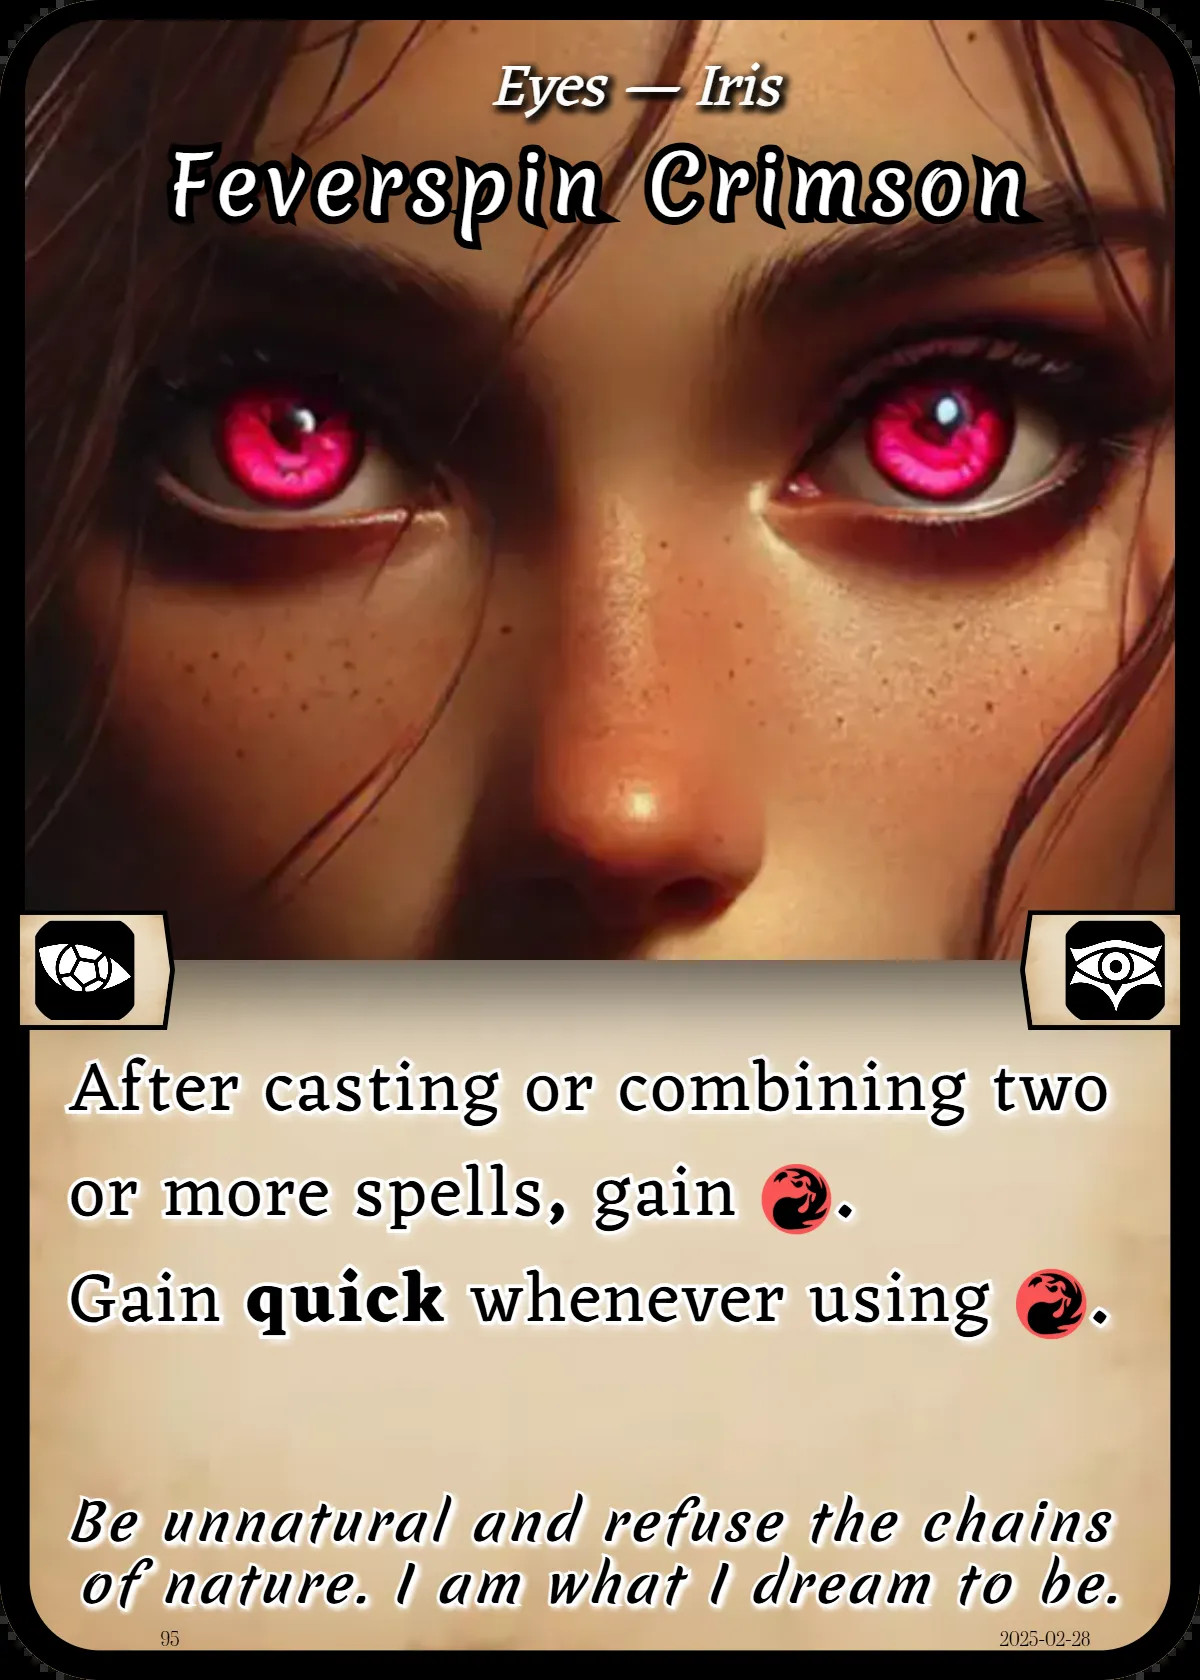 Eyes — Iris
Feverspin Crimson
After casting or combining two
or more spells, gain .
Gain quick whenever using .
Be unnatural and refuse the chains
of nature. I am what I dream to be.
95
2025-02-28